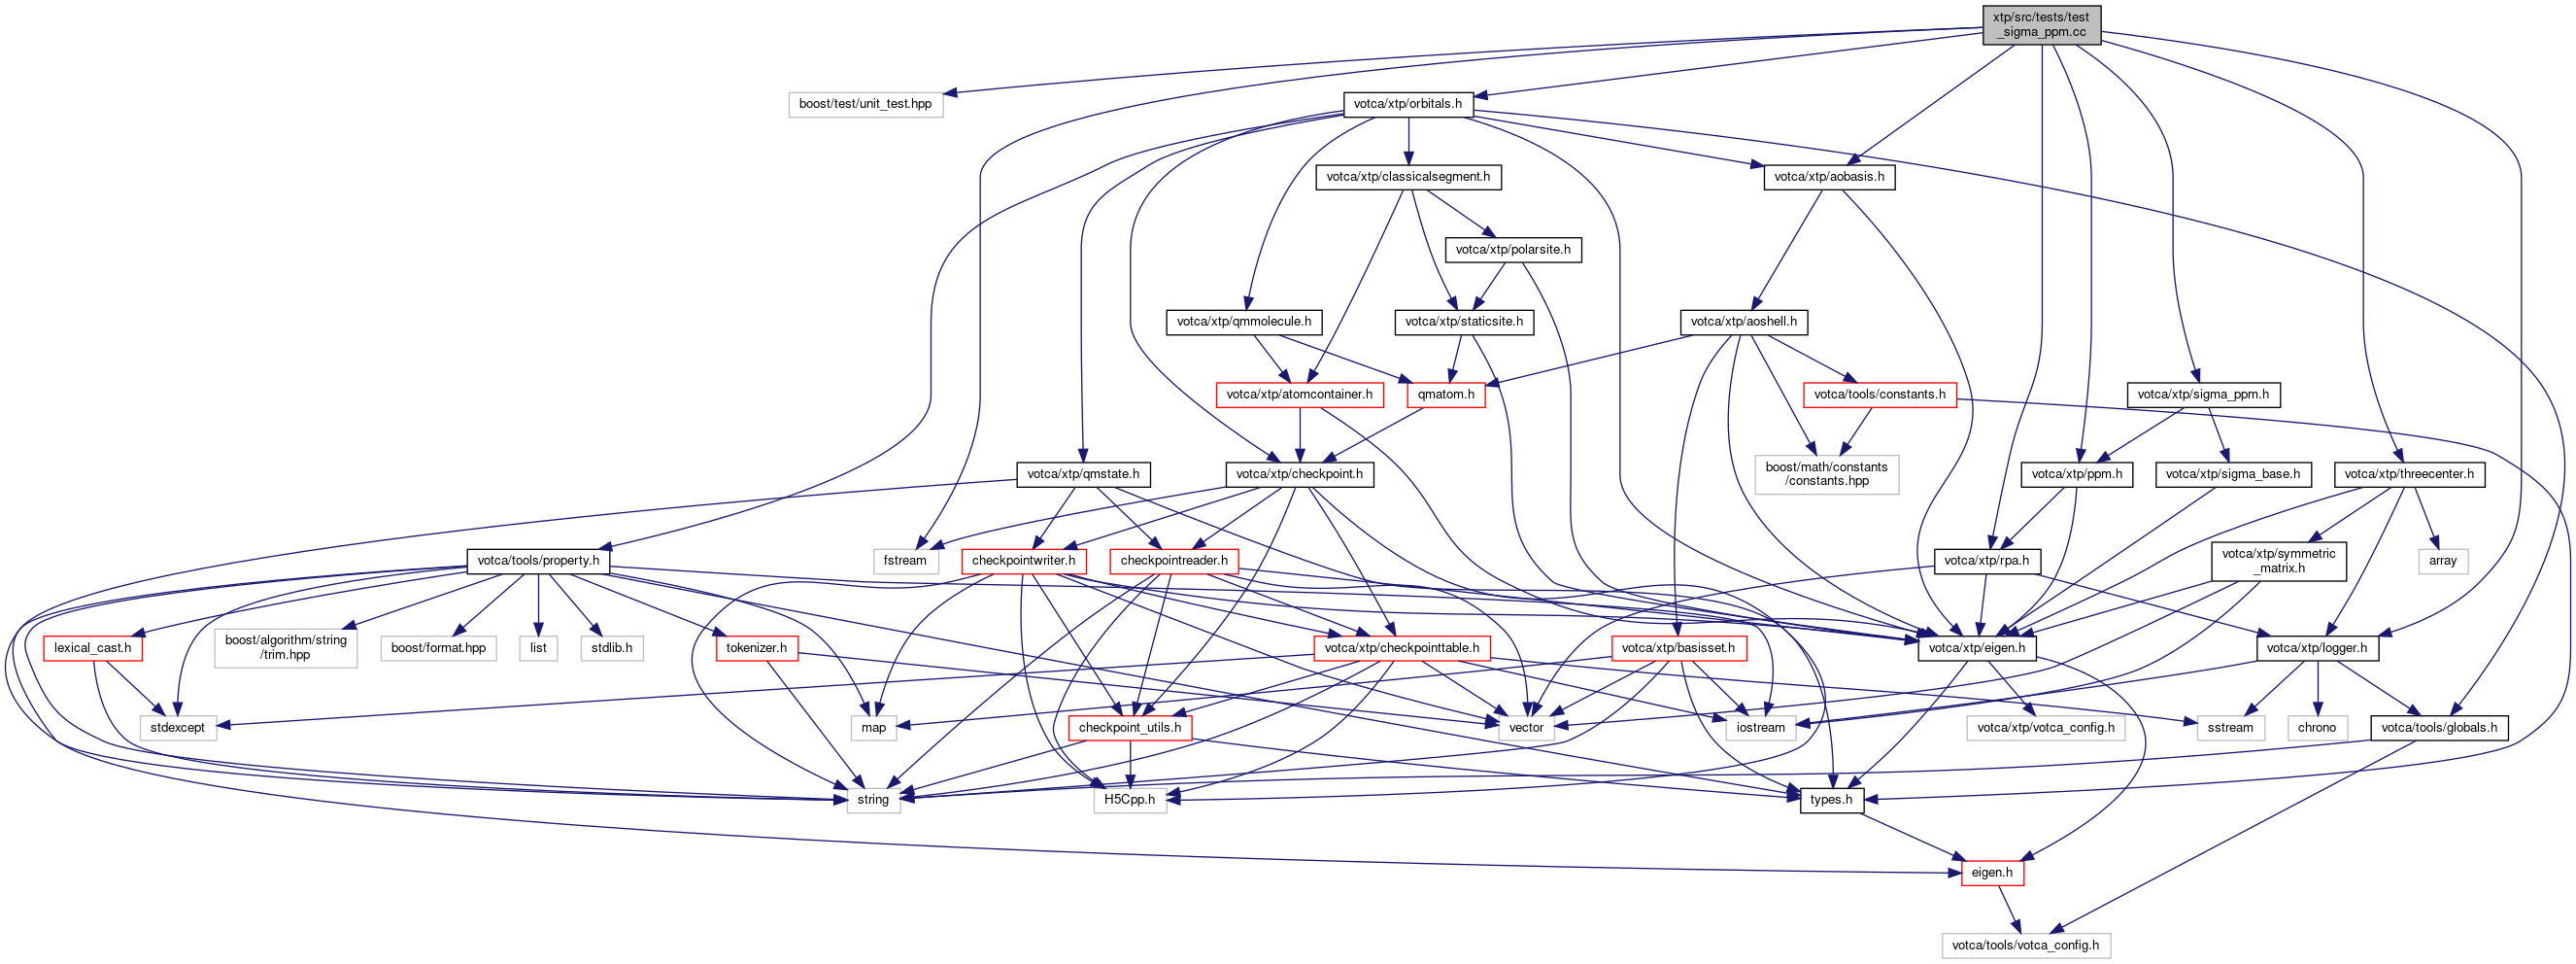 xtp/src/tests/test
_sigma_ppm.cc
boost/test/unit_test.hpp
votca/xtp/orbitals.h
votca/xtp/classicalsegment.h
votca/xtp/aobasis.h
votca/xtp/polarsite.h
votca/xtp/qmmolecule.h
votca/xtp/staticsite.h
votca/xtp/aoshell.h
votca/xtp/atomcontainer.h
qmatom.h
votca/tools/constants.h
votca/xtp/sigma_ppm.h
votca/xtp/qmstate.h
votca/xtp/checkpoint.h
boost/math/constants
/constants.hpp
votca/xtp/ppm.h
votca/xtp/sigma_base.h
votca/xtp/threecenter.h
votca/tools/property.h
fstream
checkpointwriter.h
checkpointreader.h
votca/xtp/rpa.h
votca/xtp/symmetric
_matrix.h
array
lexical_cast.h
boost/algorithm/string
/trim.hpp
boost/format.hpp
list
stdlib.h
tokenizer.h
votca/xtp/checkpointtable.h
votca/xtp/basisset.h
votca/xtp/eigen.h
votca/xtp/logger.h
stdexcept
map
checkpoint_utils.h
vector
iostream
votca/xtp/votca_config.h
sstream
chrono
votca/tools/globals.h
string
H5Cpp.h
types.h
eigen.h
votca/tools/votca_config.h